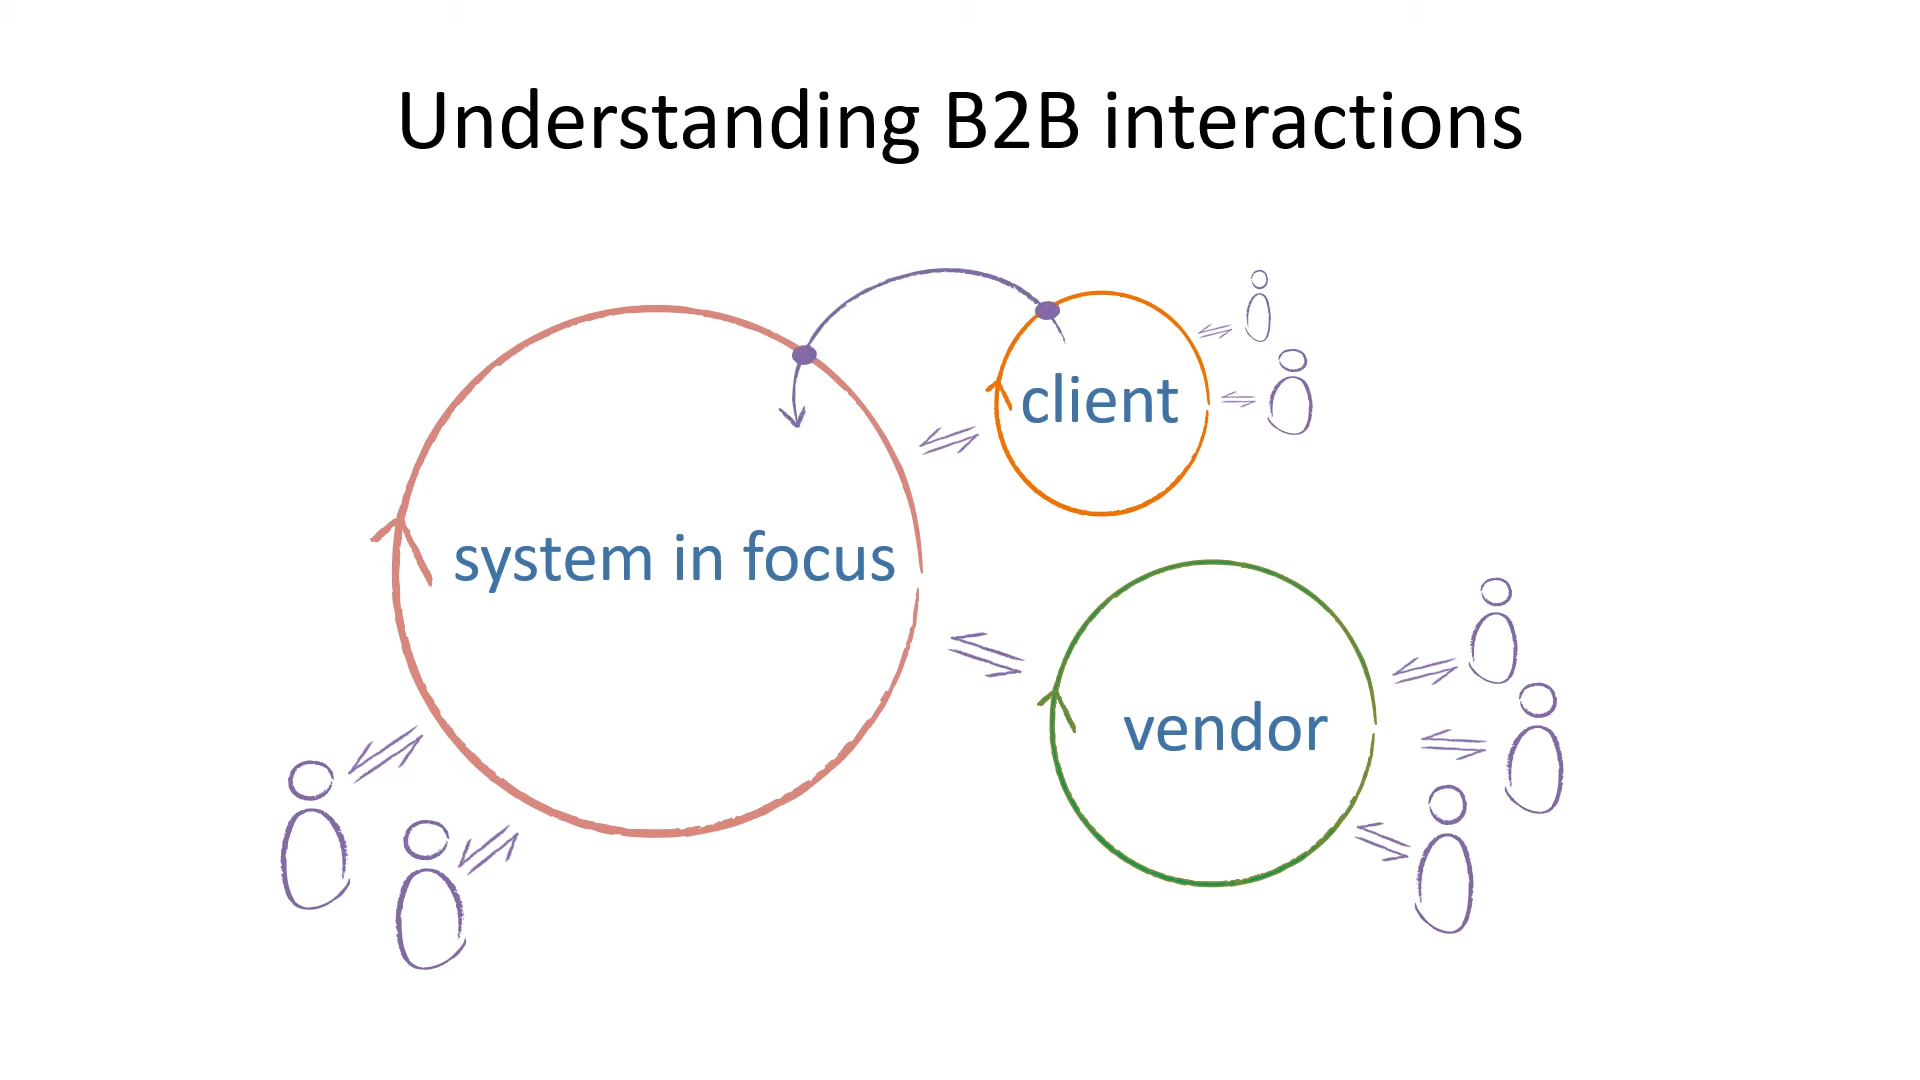 Understanding B2B interactions
client
system in focus
vendor